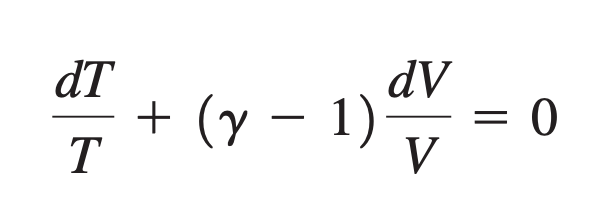 dT/T + (γ − 1) dV/V = 0